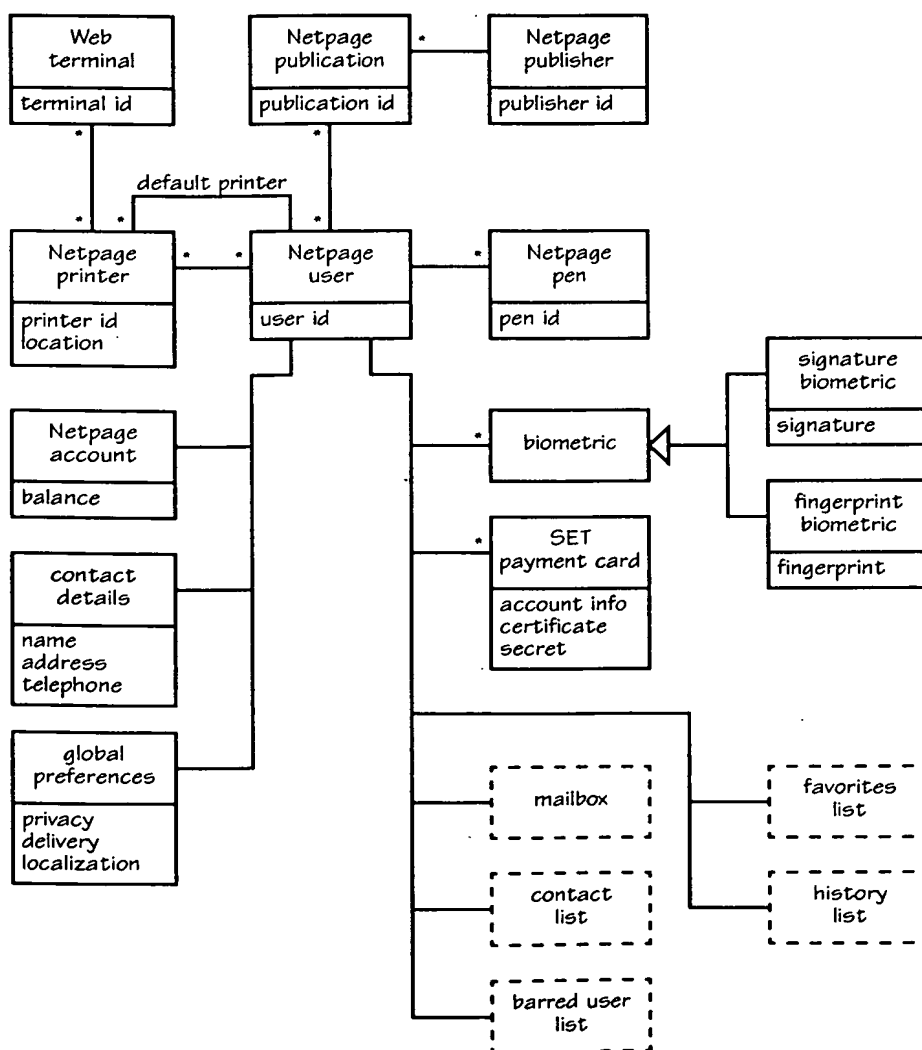 Web
terminal
terminal id
Netpage
publication
publication id
*
Netpage
publisher
publisher id
*
*
default printer
*
*
*
Netpage
printer
printer id
location
*
*
Netpage
user
user id
*
Netpage
pen
pen id
Netpage
account
balance
*
biometric
signature
biometric
signature
fingerprint
biometric
fingerprint
*
SET
payment card
account info
certificate
secret
contact
details
name
address
telephone
global
preferences
privacy
delivery
localization
mailbox
favorites
list
contact
list
history
list
barred user
list